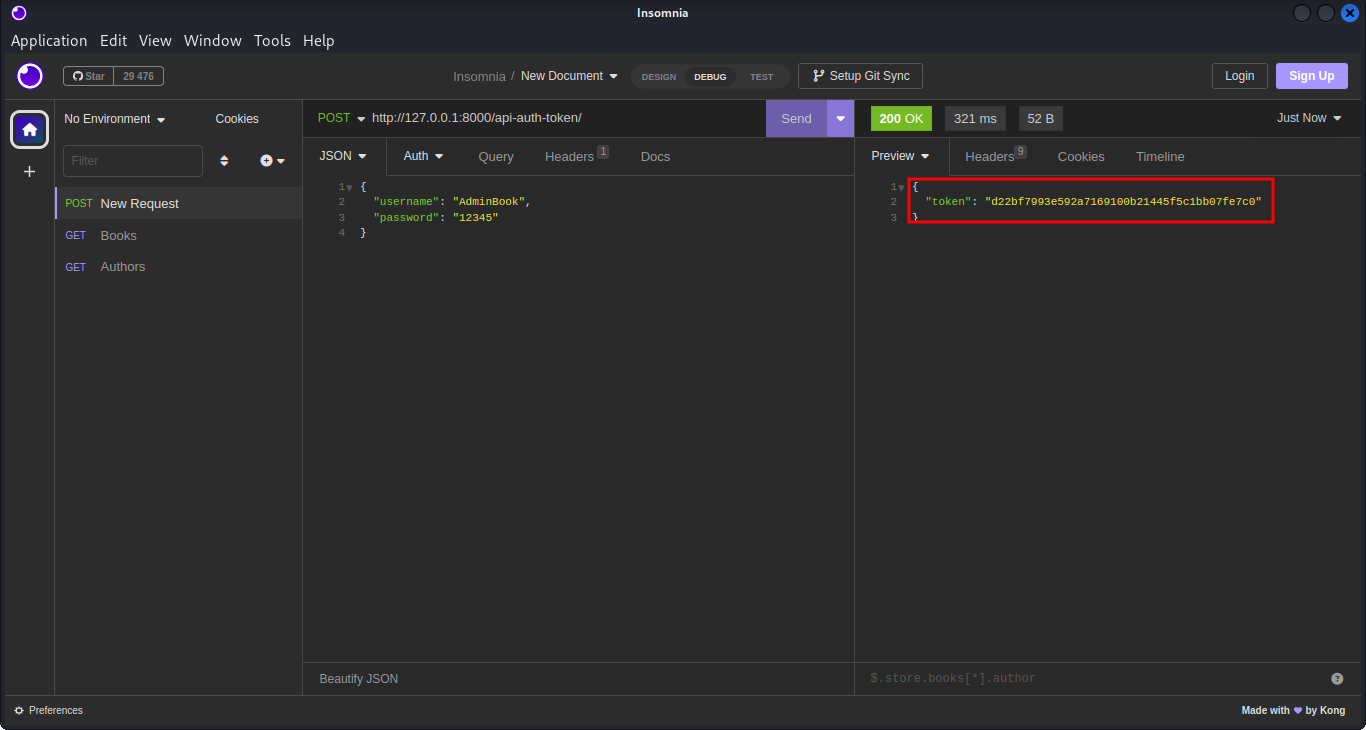 Insomnia
Application Edit View Window Tools Help
Star 29 476
Insomnia / New Document
DESIGN DEBUG TEST
Setup Git Sync
Login
Sign Up
No Environment
Cookies
Filter
POST New Request
GET Books
GET Authors
POST http://127.0.0.1:8000/api-auth-token/
Send
JSON Auth Query Headers 1 Docs
1 {
2 "username": "AdminBook",
3 "password": "12345"
4 }
Beautify JSON
200 OK 321 ms 52 B
Just Now
Preview Headers 9 Cookies Timeline
1 {
2 "token": "d22bf7993e592a7169100b21445f5c1bb07fe7c0"
3 }
$.store.books[*].author
?
Preferences
Made with ♥ by Kong